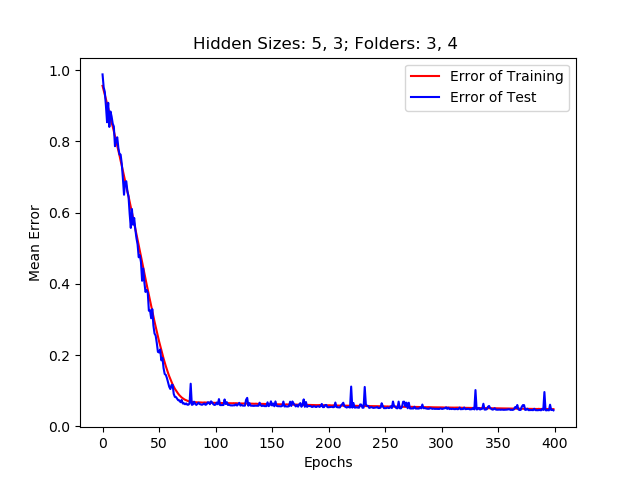 Hidden Sizes: 5, 3; Folders: 3, 4
Error of Training
Error of Test
Mean Error
1.0
0.8
0.6
0.4
0.2
0.0
0 50 100 150 200 250 300 350 400
Epochs